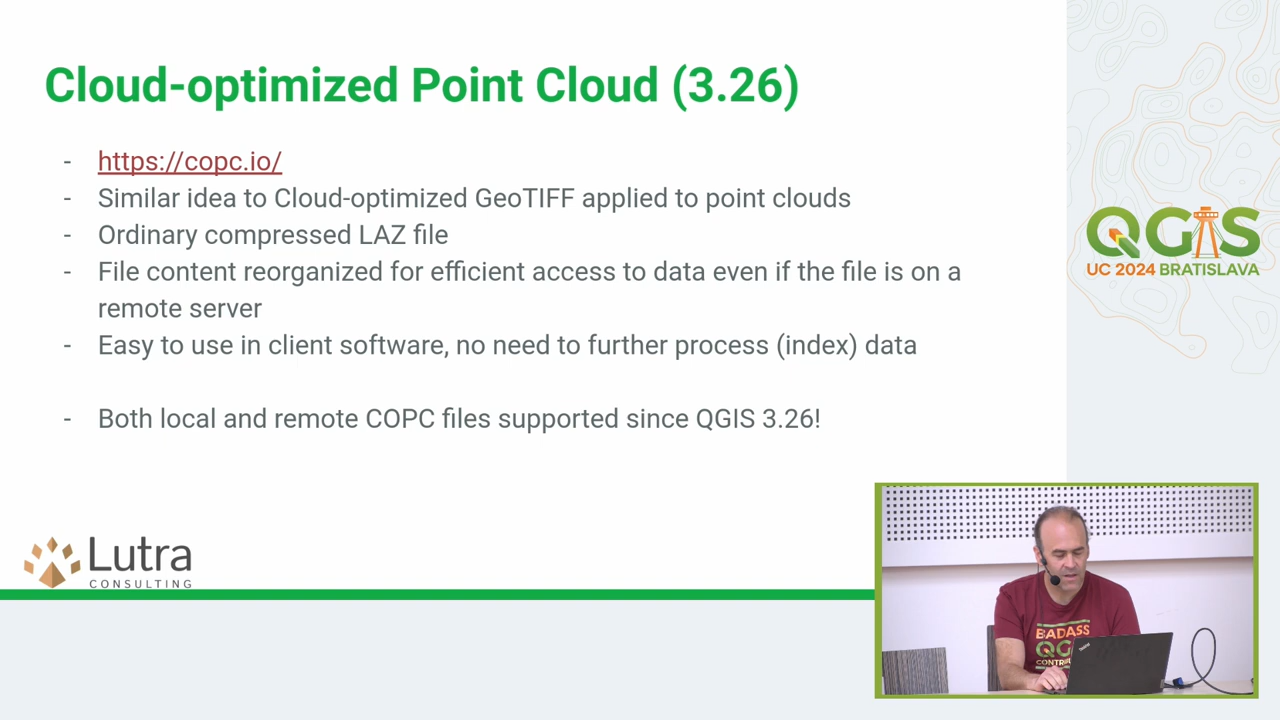 Cloud-optimized Point Cloud (3.26)
- https://copc.io/
- Similar idea to Cloud-optimized GeoTIFF applied to point clouds
- Ordinary compressed LAZ file
- File content reorganized for efficient access to data even if the file is on a
remote server
- Easy to use in client software, no need to further process (index) data
- Both local and remote COPC files supported since QGIS 3.26!
QGIS
UC 2024 BRATISLAVA
Lutra
CONSULTING
BADASS
QGI
CONTRI
ThinkPad